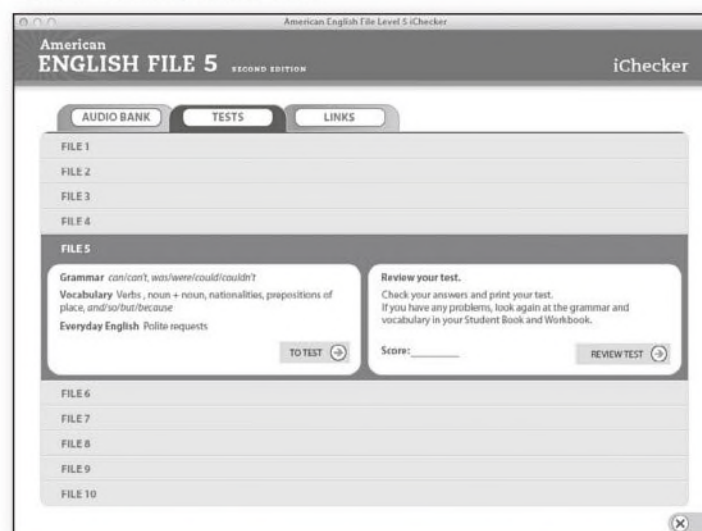 American English File Level 5 iChecker
American
ENGLISH FILE 5 SECOND EDITION
iChecker
AUDIO BANK
TESTS
LINKS
FILE 1
FILE 2
FILE 3
FILE 4
FILE 5
Grammar can/can't, was/were/could/couldn't
Vocabulary Verbs , noun + noun, nationalities, prepositions of
place, and/so/but/because
Everyday English Polite requests
TO TEST
Review your test.
Check your answers and print your test.
If you have any problems, look again at the grammar and
vocabulary in your Student Book and Workbook.
Score:________
REVIEW TEST
FILE 6
FILE 7
FILE 8
FILE 9
FILE 10